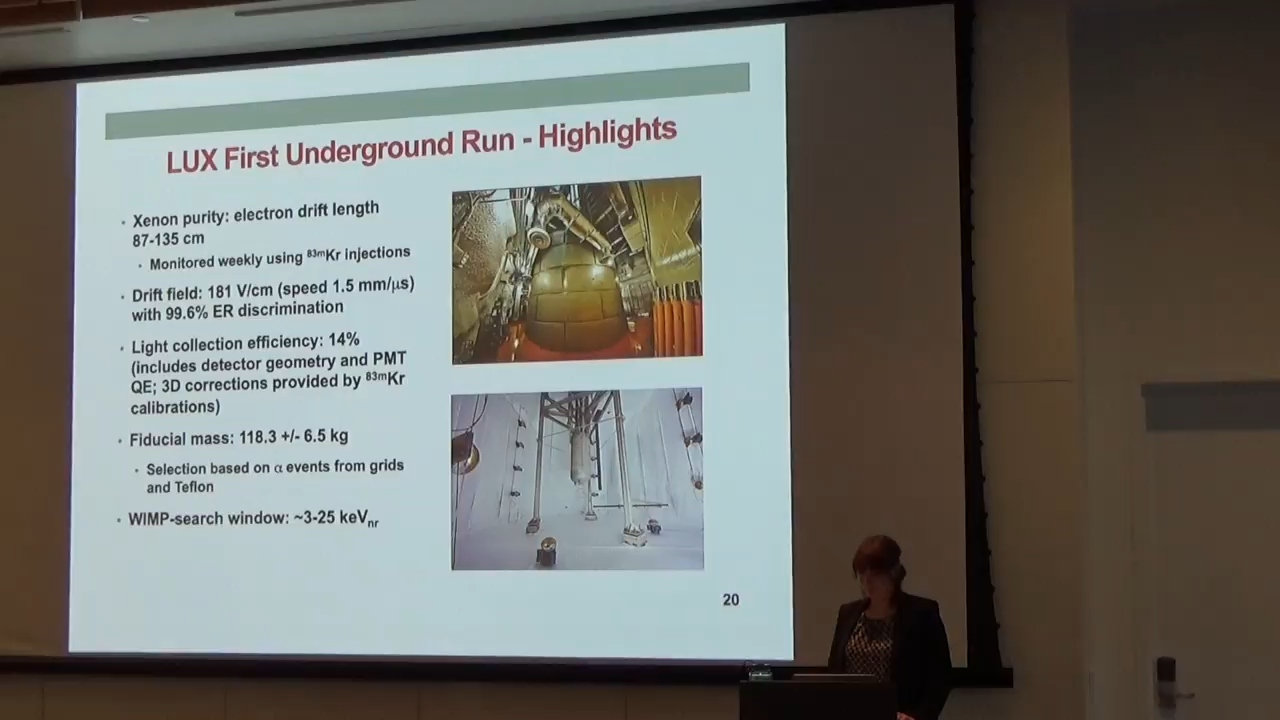 LUX First Underground Run - Highlights
• Xenon purity: electron drift length
87-135 cm
• Monitored weekly using ⁸³ᵐKr injections
• Drift field: 181 V/cm (speed 1.5 mm/μs)
with 99.6% ER discrimination
• Light collection efficiency: 14%
(includes detector geometry and PMT
QE; 3D corrections provided by ⁸³ᵐKr
calibrations)
• Fiducial mass: 118.3 +/- 6.5 kg
• Selection based on α events from grids
and Teflon
• WIMP-search window: ~3-25 keVnr
20